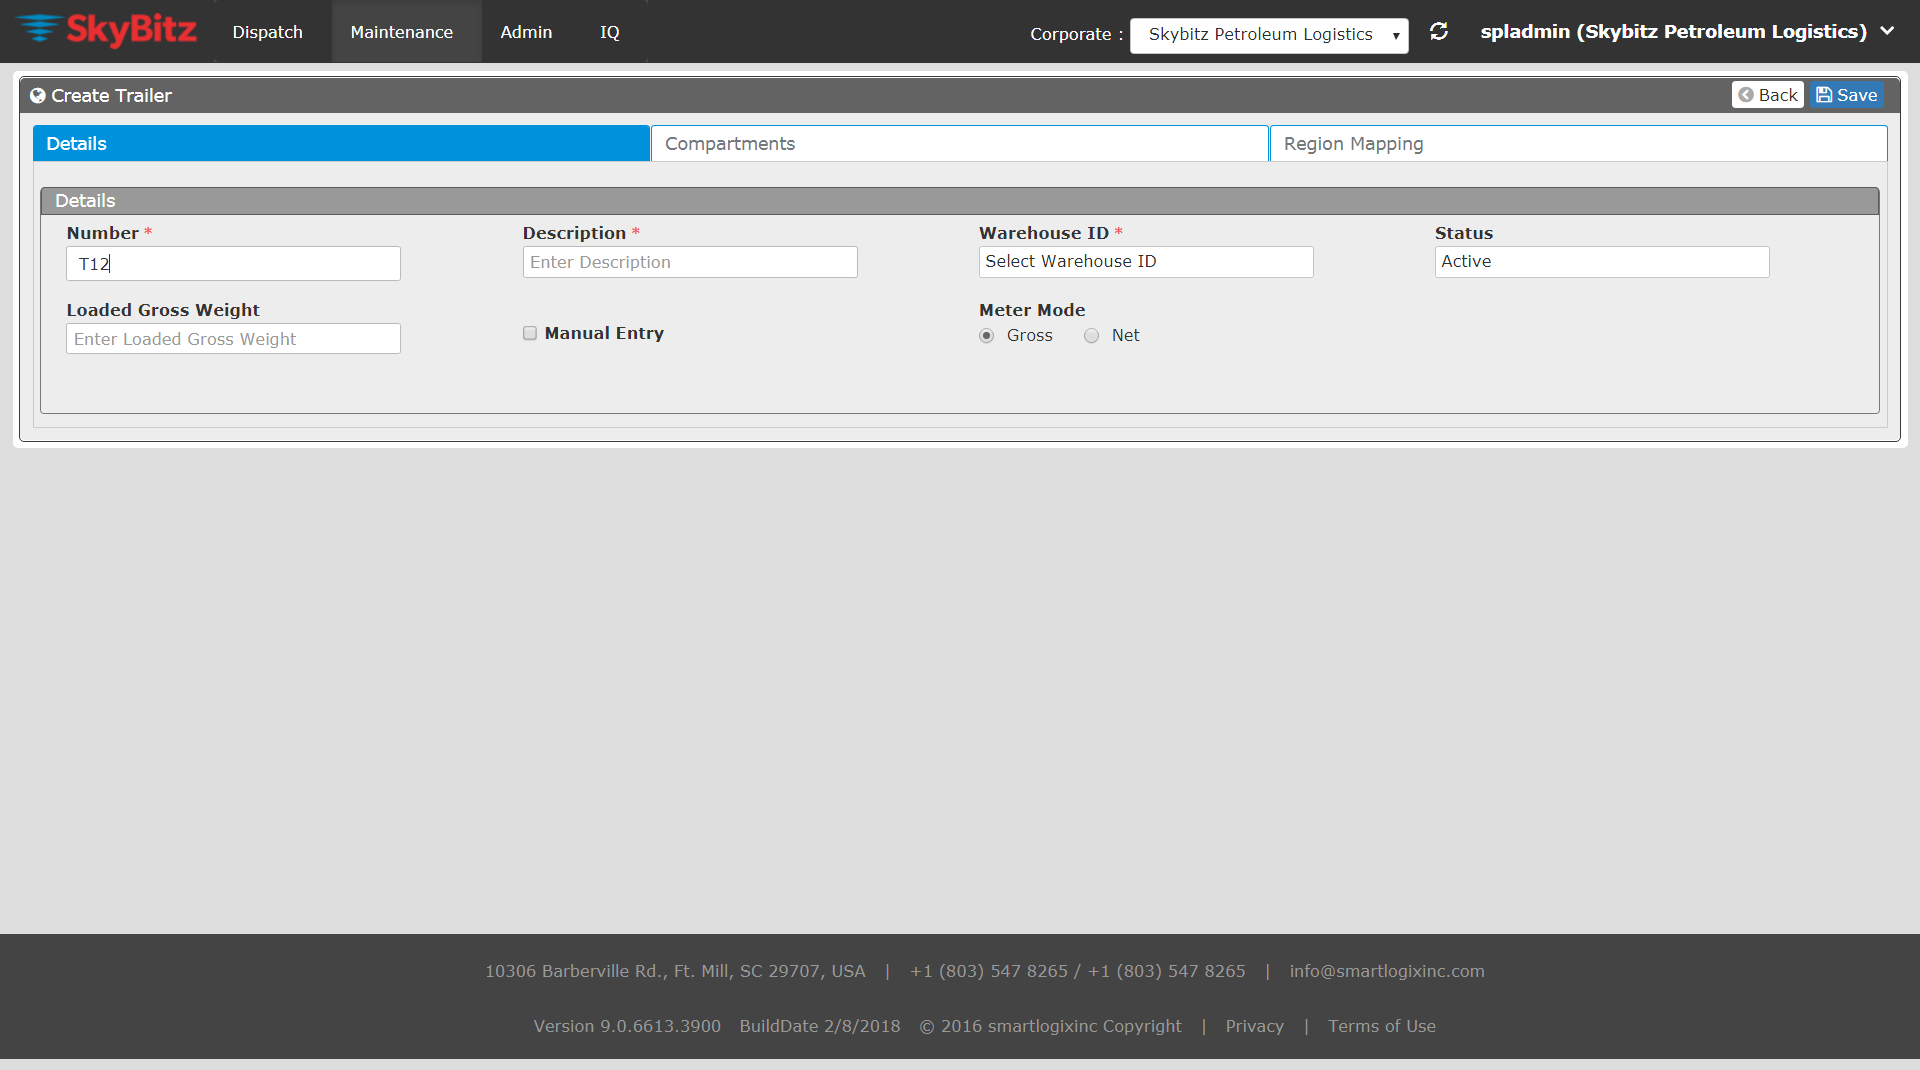 SkyBitz Dispatch Maintenance Admin IQ Corporate : Skybitz Petroleum Logistics spladmin (Skybitz Petroleum Logistics)
Create Trailer Back Save
Details Compartments Region Mapping
Details
Number * Description * Warehouse ID * Status
T12 Enter Description Select Warehouse ID Active
Loaded Gross Weight Meter Mode
Enter Loaded Gross Weight Manual Entry Gross Net
10306 Barberville Rd., Ft. Mill, SC 29707, USA | +1 (803) 547 8265 / +1 (803) 547 8265 | info@smartlogixinc.com
Version 9.0.6613.3900 BuildDate 2/8/2018 © 2016 smartlogixinc Copyright | Privacy | Terms of Use